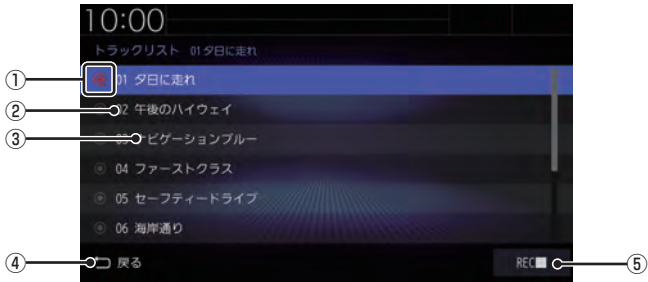 10:00
トラックリスト 01夕日に走れ
① 01 夕日に走れ
② 02 午後のハイウェイ
③ 03 ナビゲーションブルー
04 ファーストクラス
05 セーフティードライブ
06 海岸通り
④ 戻る REC ⑤